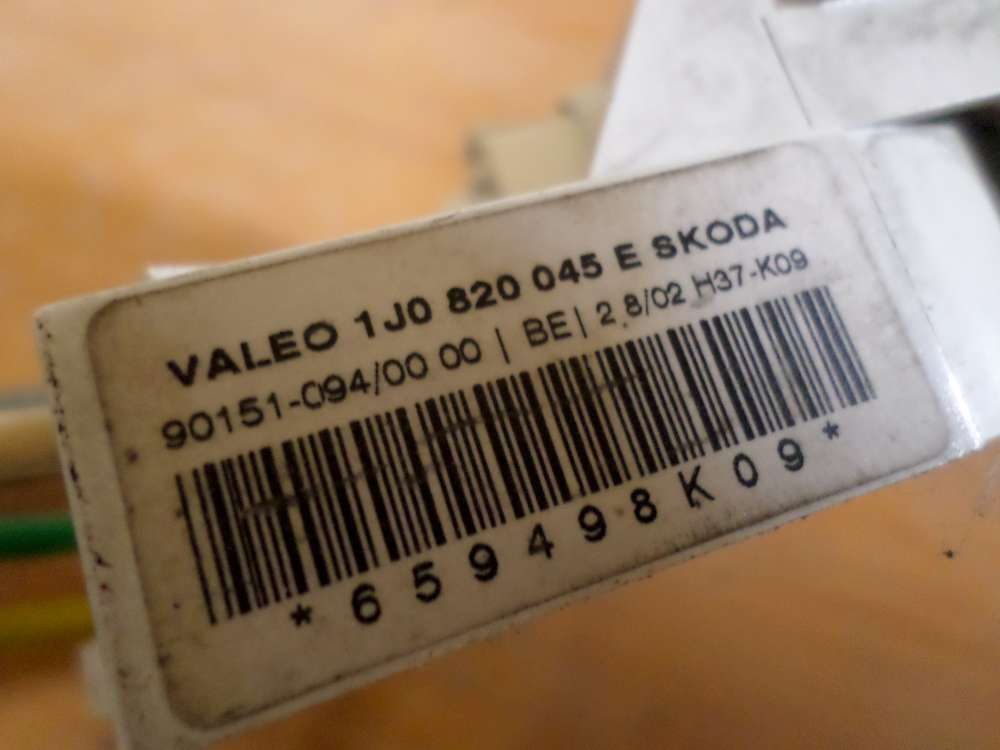 VALEO 1J0 820 045 E SKODA
90151-094/00 00 | BE | 2 8/02 H37-K09
*659498K09*